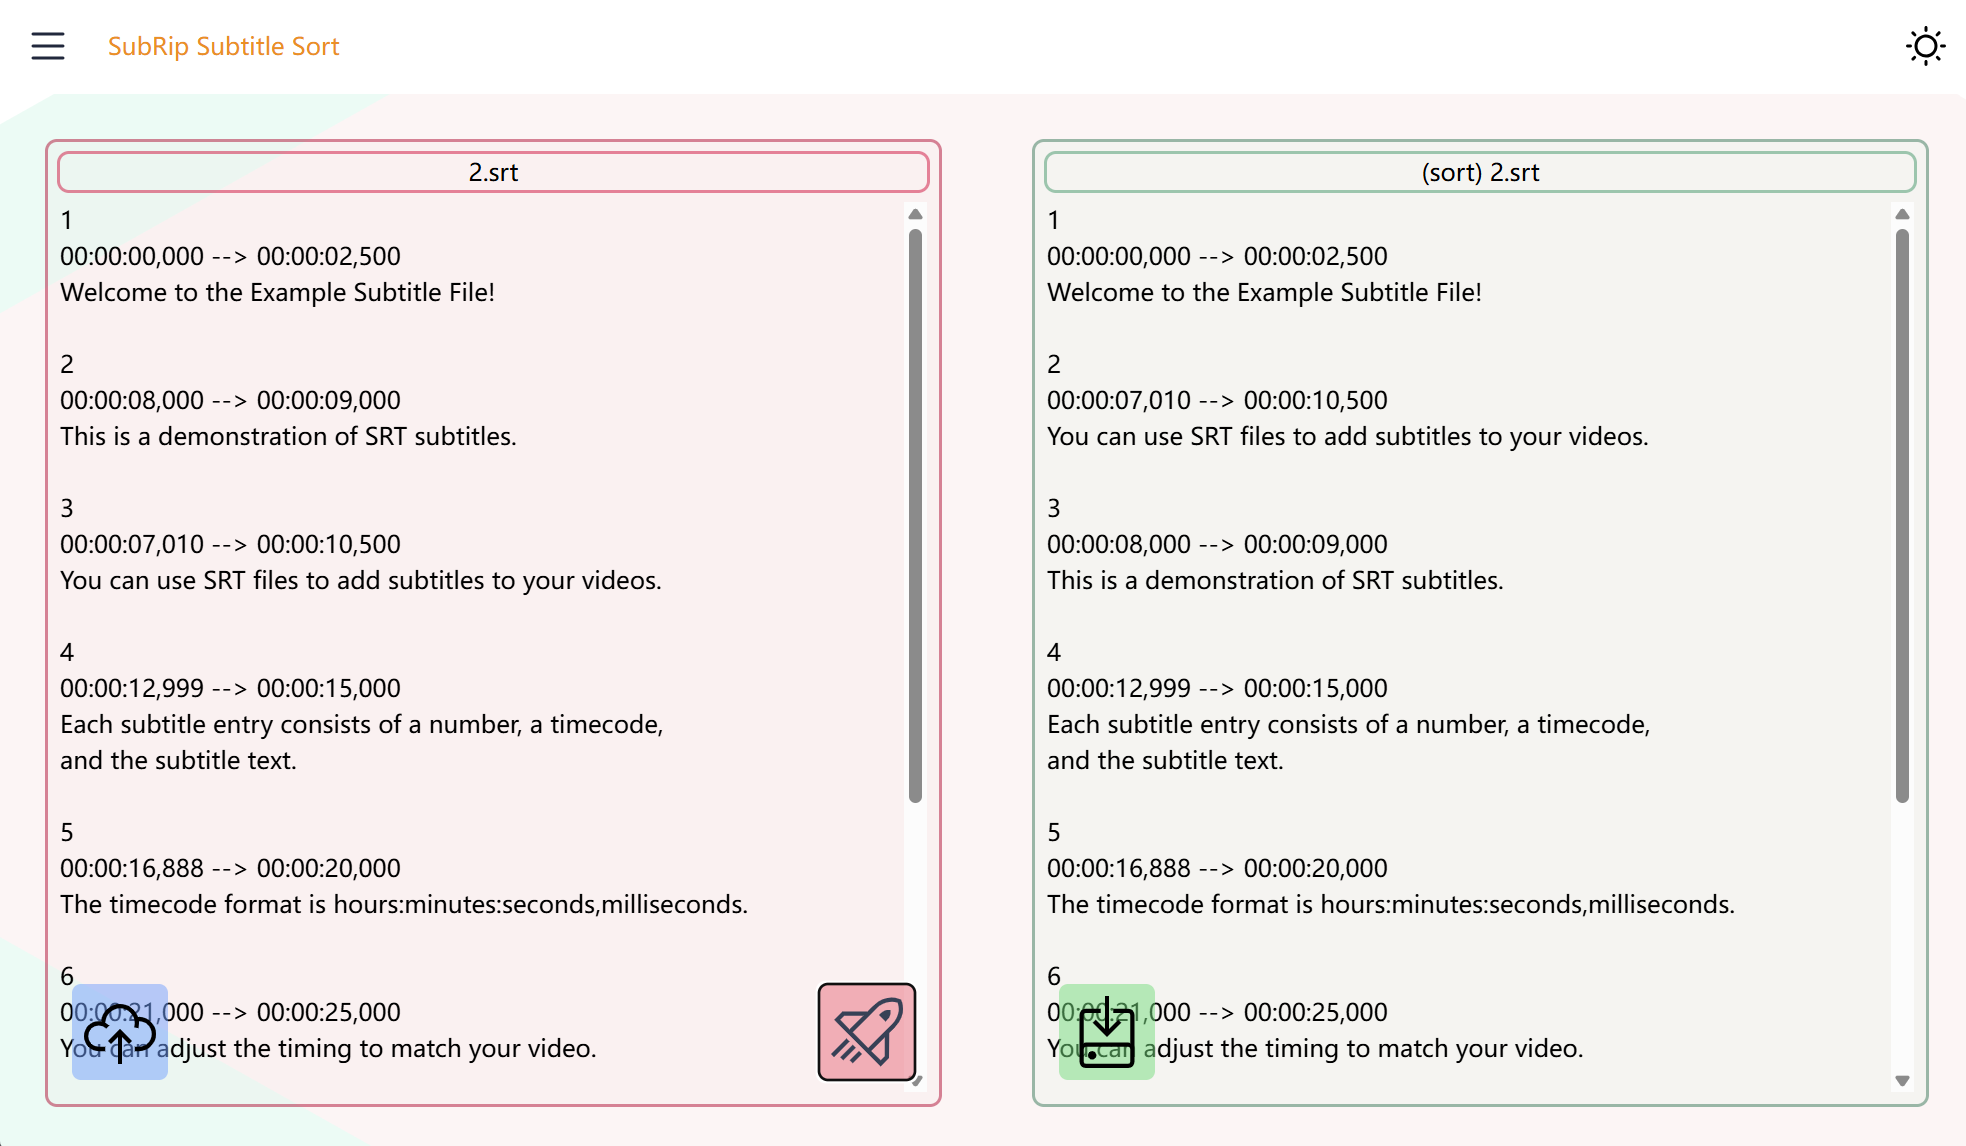 SubRip Subtitle Sort
2.srt
1
00:00:00,000 --> 00:00:02,500
Welcome to the Example Subtitle File!
2
00:00:08,000 --> 00:00:09,000
This is a demonstration of SRT subtitles.
3
00:00:07,010 --> 00:00:10,500
You can use SRT files to add subtitles to your videos.
4
00:00:12,999 --> 00:00:15,000
Each subtitle entry consists of a number, a timecode,
and the subtitle text.
5
00:00:16,888 --> 00:00:20,000
The timecode format is hours:minutes:seconds,milliseconds.
6
00:00:21,000 --> 00:00:25,000
You can adjust the timing to match your video.
(sort) 2.srt
1
00:00:00,000 --> 00:00:02,500
Welcome to the Example Subtitle File!
2
00:00:07,010 --> 00:00:10,500
You can use SRT files to add subtitles to your videos.
3
00:00:08,000 --> 00:00:09,000
This is a demonstration of SRT subtitles.
4
00:00:12,999 --> 00:00:15,000
Each subtitle entry consists of a number, a timecode,
and the subtitle text.
5
00:00:16,888 --> 00:00:20,000
The timecode format is hours:minutes:seconds,milliseconds.
6
00:00:21,000 --> 00:00:25,000
You can adjust the timing to match your video.